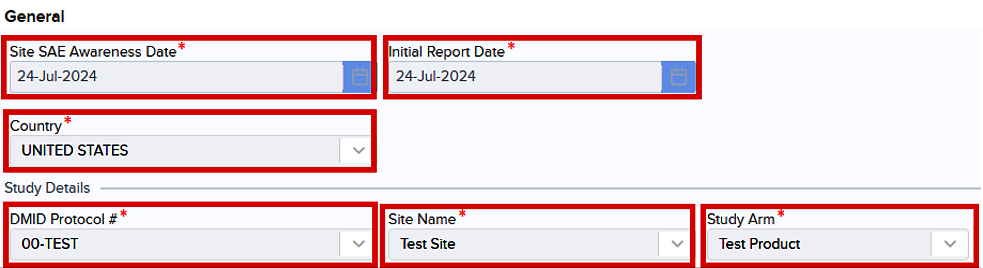 General
Site SAE Awareness Date* Initial Report Date*
24-Jul-2024 24-Jul-2024
Country*
UNITED STATES
Study Details
DMID Protocol #* Site Name* Study Arm*
00-TEST Test Site Test Product